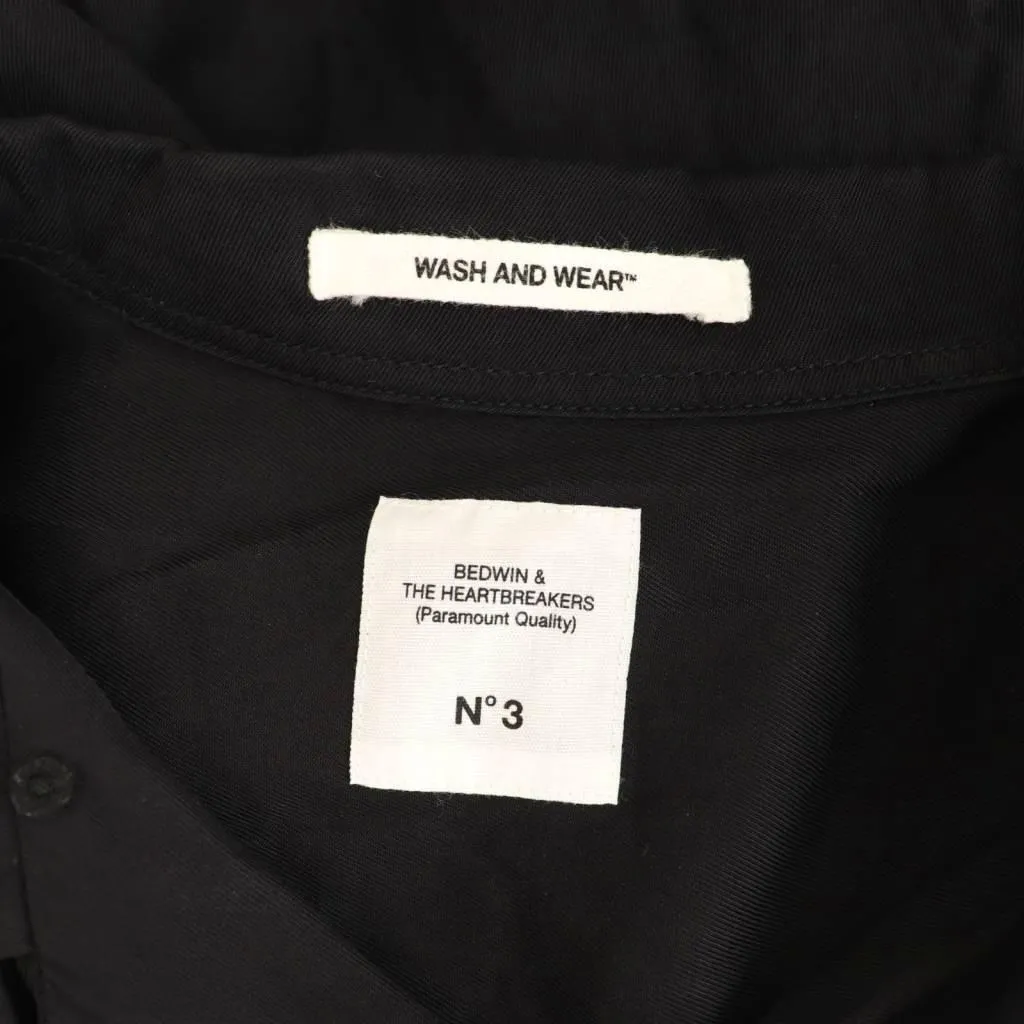 WASH AND WEAR™
BEDWIN &
THE HEARTBREAKERS
(Paramount Quality)
N° 3